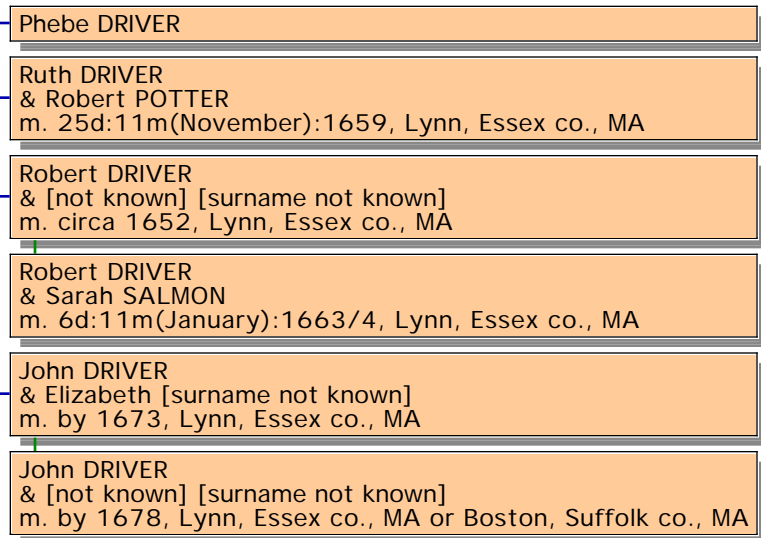 Phebe DRIVER
Ruth DRIVER
& Robert POTTER
m. 25d:11m(November):1659, Lynn, Essex co., MA
Robert DRIVER
& [not known] [surname not known]
m. circa 1652, Lynn, Essex co., MA
Robert DRIVER
& Sarah SALMON
m. 6d:11m(January):1663/4, Lynn, Essex co., MA
John DRIVER
& Elizabeth [surname not known]
m. by 1673, Lynn, Essex co., MA
John DRIVER
& [not known] [surname not known]
m. by 1678, Lynn, Essex co., MA or Boston, Suffolk co., MA